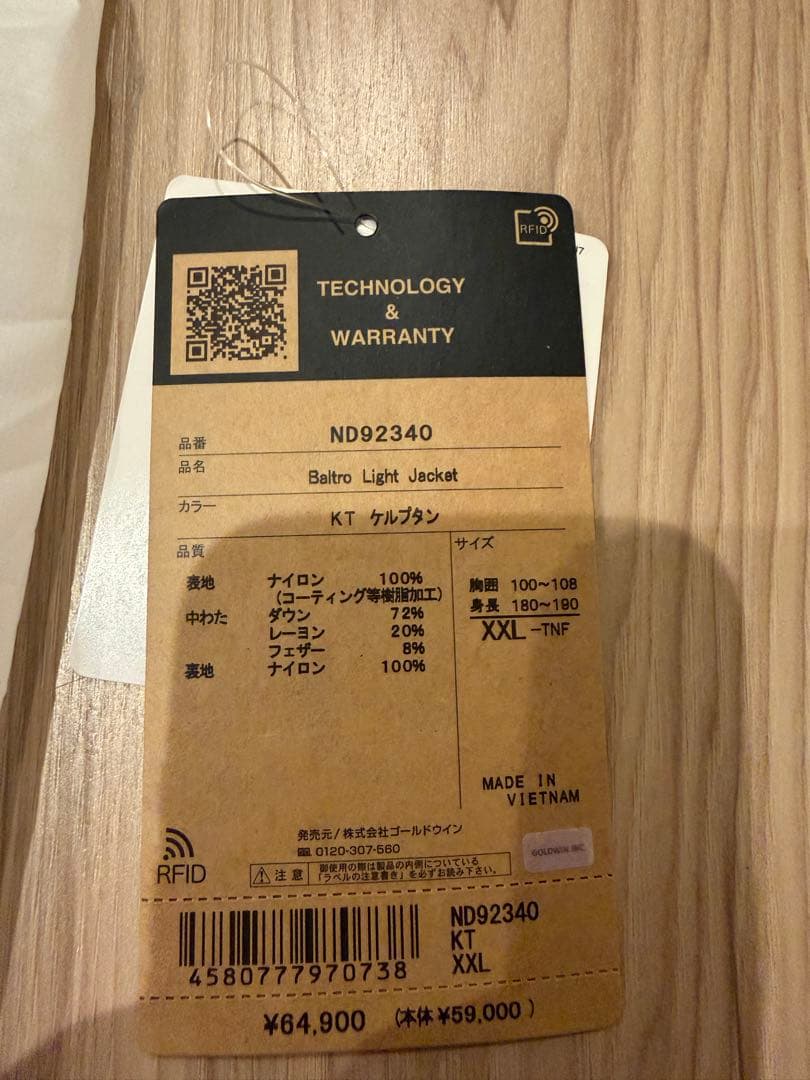 RFID
TECHNOLOGY
&
WARRANTY
品番 ND92340
品名 Baltro Light Jacket
カラー KT ケルプタン
品質
表地 ナイロン 100%
(コーティング等樹脂加工)
中わた ダウン 72%
レーヨン 20%
フェザー 8%
裏地 ナイロン 100%
サイズ
胸囲 100~108
身長 180~190
XXL -TNF
MADE IN
VIETNAM
発売元/株式会社ゴールドウイン
0120-307-560
RFID
注意 御使用の際は製品の内側についている
「ラベルの注意書き」を必ずお読み下さい。
GOLDWIN INC.
4580777970738
ND92340
KT
XXL
¥64,900 (本体¥59,000)